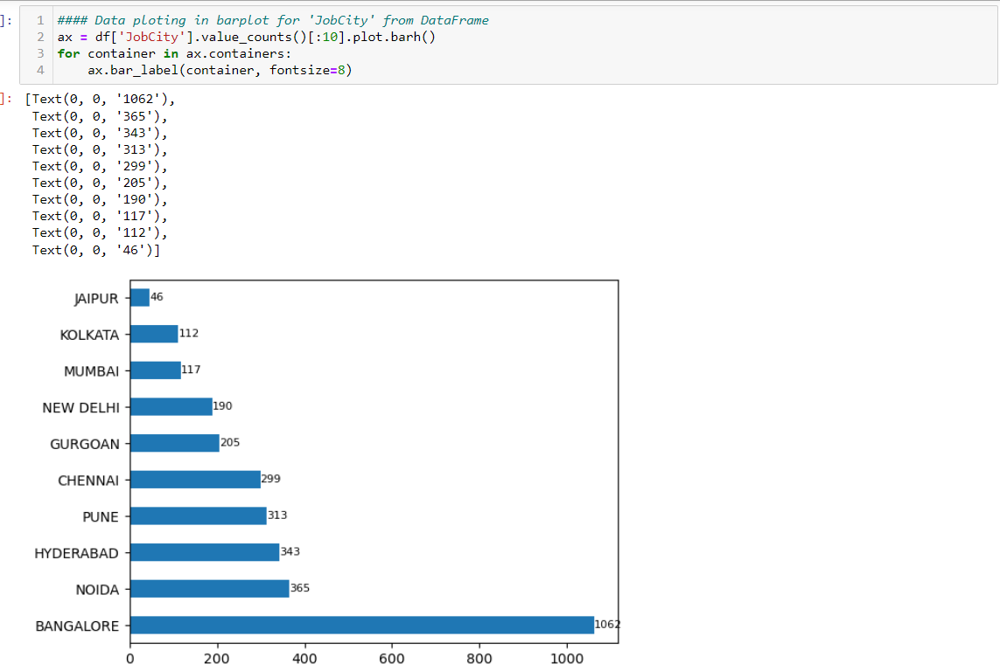 ]:
1 #### Data ploting in barplot for 'JobCity' from DataFrame
2 ax = df['JobCity'].value_counts()[:10].plot.barh()
3 for container in ax.containers:
4     ax.bar_label(container, fontsize=8)
]: [Text(0, 0, '1062'),
Text(0, 0, '365'),
Text(0, 0, '343'),
Text(0, 0, '313'),
Text(0, 0, '299'),
Text(0, 0, '205'),
Text(0, 0, '190'),
Text(0, 0, '117'),
Text(0, 0, '112'),
Text(0, 0, '46')]
JAIPUR 46
KOLKATA 112
MUMBAI 117
NEW DELHI 190
GURGOAN 205
CHENNAI 299
PUNE 313
HYDERABAD 343
NOIDA 365
BANGALORE 1062
0 200 400 600 800 1000